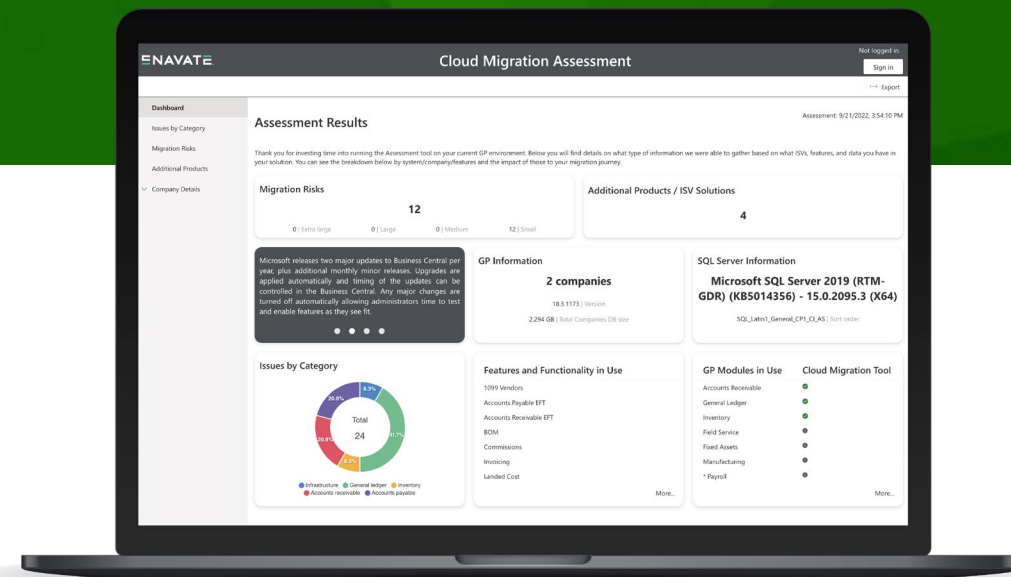 ENAVATE
Cloud Migration Assessment
Not logged in.
Sign in
Export
Dashboard
Issues by Category
Migration Risks
Additional Products
Company Details
Assessment: 9/21/2022, 3:54:10 PM
Assessment Results
Thank you for investing time into running the Assessment tool on your current GP environment. Below you will find details on what type of information we were able to gather based on what ISVs, features, and data you have in
your solution. You can see the breakdown below by system/company/features and the impact of those to your migration journey.
Migration Risks
12
0 | Extra large
0 | Large
0 | Medium
12 | Small
Additional Products / ISV Solutions
4
Microsoft releases two major updates to Business Central per
year, plus additional monthly minor releases. Upgrades are
applied automatically and timing of the updates can be
controlled in the Business Central. Any major changes are
turned off automatically allowing administrators time to test
and enable features as they see fit.
GP Information
2 companies
18.3.1173 | Version
2.294 GB | Total Companies DB size
SQL Server Information
Microsoft SQL Server 2019 (RTM-
GDR) (KB5014356) - 15.0.2095.3 (X64)
SQL_Latin1_General_CP1_CI_AS | Sort order
Issues by Category
8.3%
20.8%
Total
24
41.7%
20.8%
8.3%
Infrastructure General ledger Inventory
Accounts receivable Accounts payable
Features and Functionality in Use
1099 Vendors
Accounts Payable EFT
Accounts Receivable EFT
BOM
Commissions
Invoicing
Landed Cost
More...
GP Modules in Use Cloud Migration Tool
Accounts Receivable
General Ledger
Inventory
Field Service
Fixed Assets
Manufacturing
* Payroll
More...